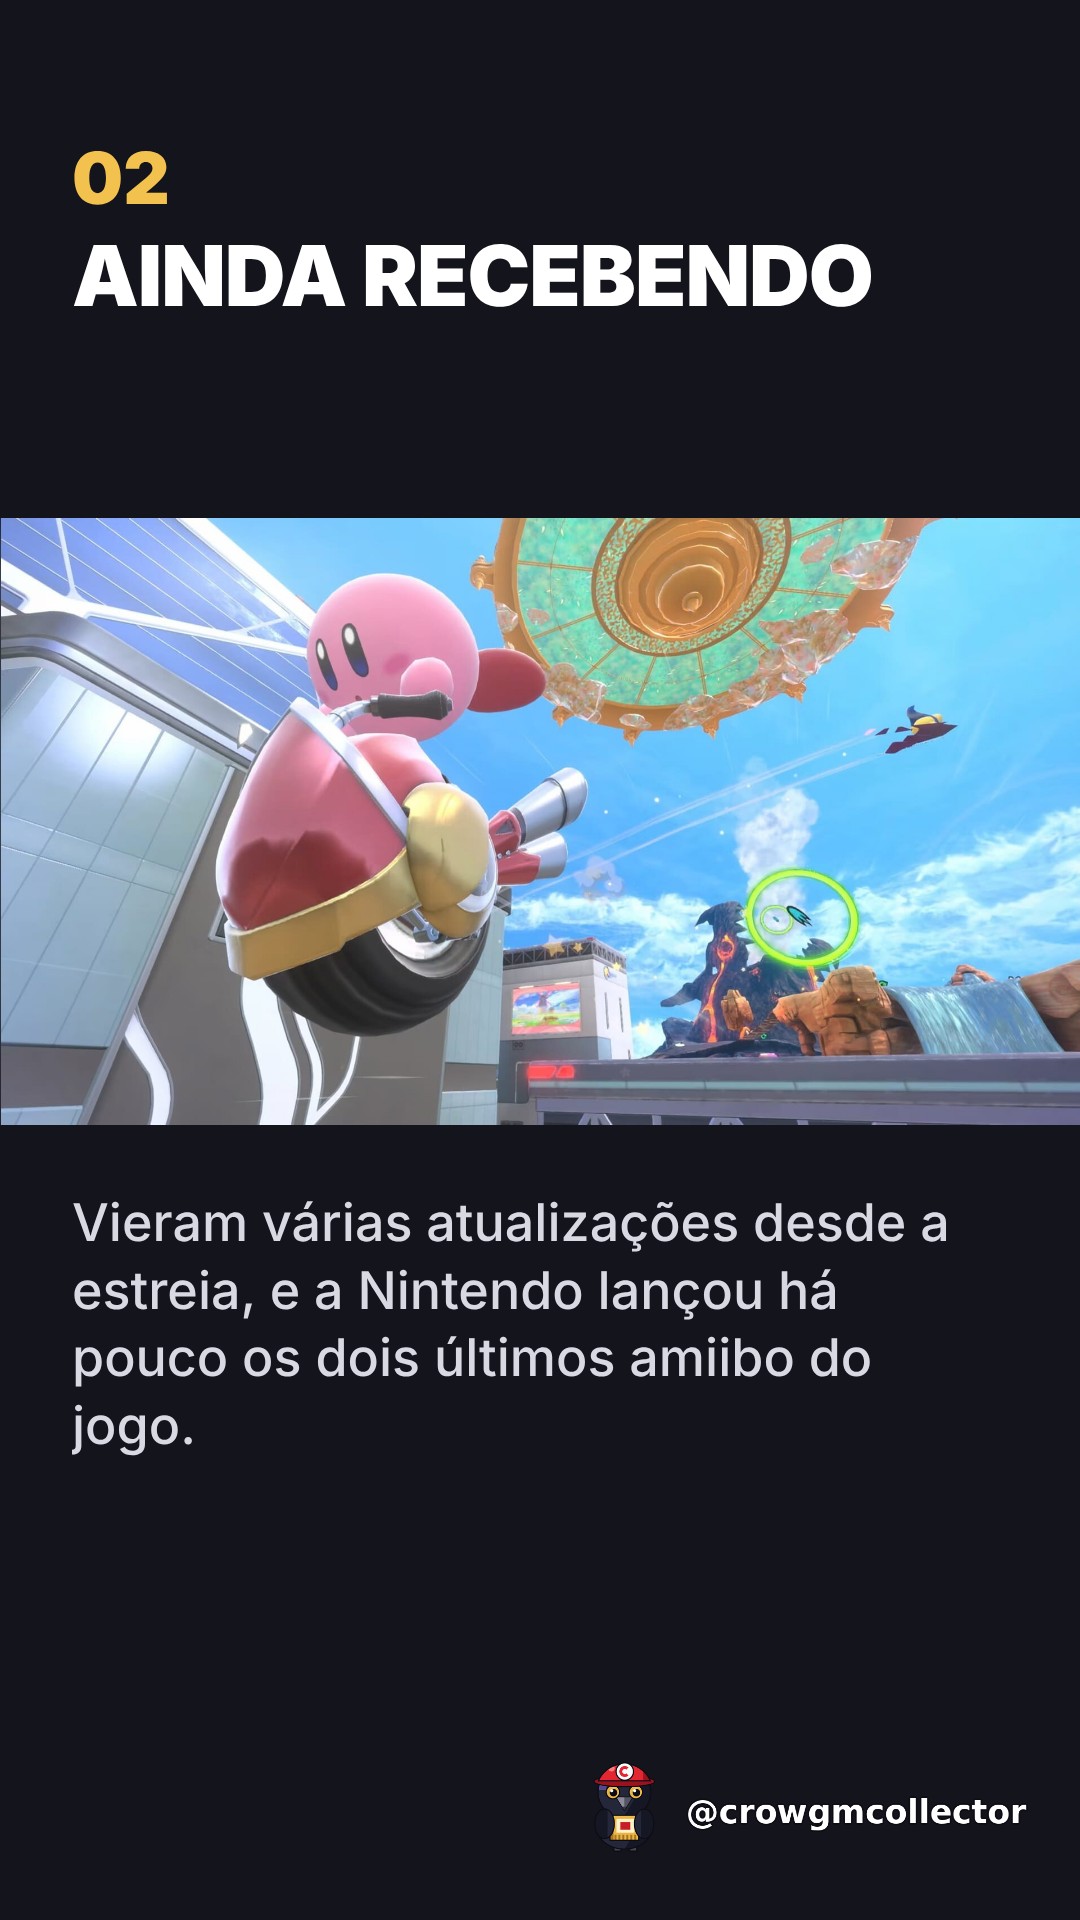 02
AINDA RECEBENDO
Vieram várias atualizações desde a
estreia, e a Nintendo lançou há
pouco os dois últimos amiibo do
jogo.
C
@crowgmcollector